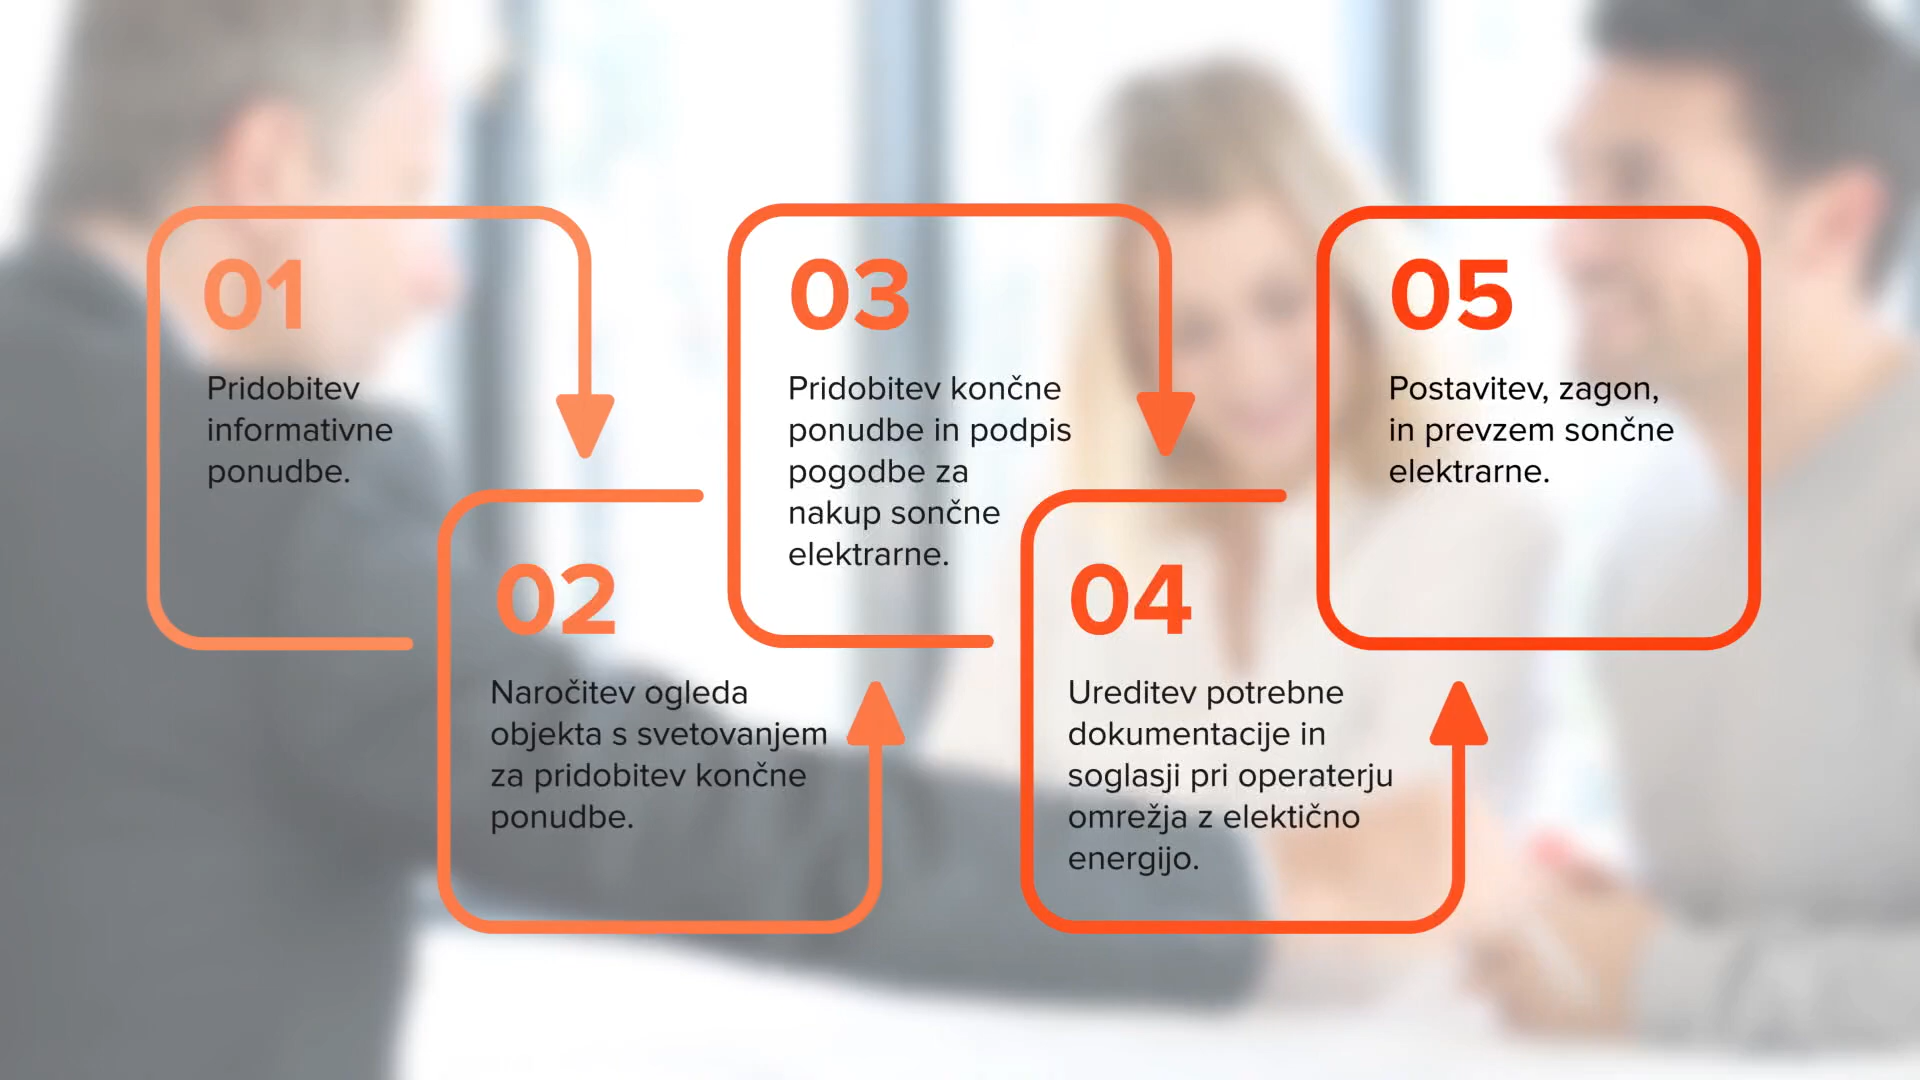 01
Pridobitev
informativne
ponudbe.
02
Naročitev ogleda
objekta s svetovanjem
za pridobitev končne
ponudbe.
03
Pridobitev končne
ponudbe in podpis
pogodbe za
nakup sončne
elektrarne.
04
Ureditev potrebne
dokumentacije in
soglasji pri operaterju
omrežja z elektično
energijo.
05
Postavitev, zagon,
in prevzem sončne
elektrarne.